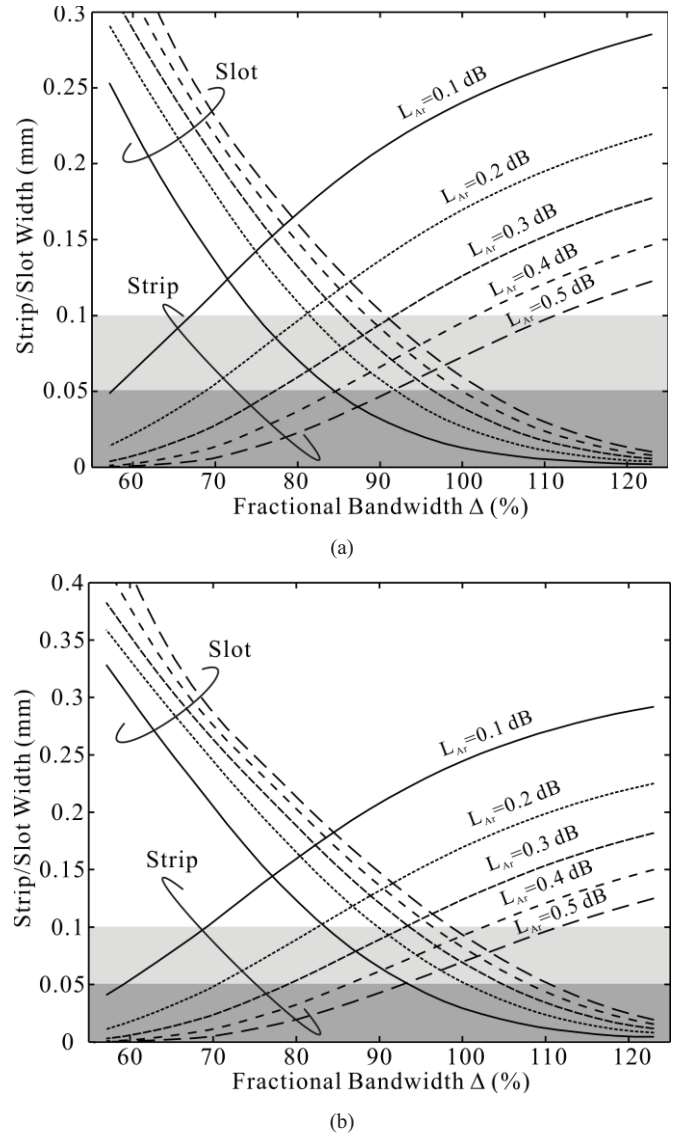 0.3
0.25
0.2
0.15
0.1
0.05
0
Strip/Slot Width (mm)
Slot
Strip
L_Ar=0.1 dB
L_Ar=0.2 dB
L_Ar=0.3 dB
L_Ar=0.4 dB
L_Ar=0.5 dB
60 70 80 90 100 110 120
Fractional Bandwidth Δ (%)
(a)
0.4
0.35
0.3
0.25
0.2
0.15
0.1
0.05
0
Strip/Slot Width (mm)
Slot
Strip
L_Ar=0.1 dB
L_Ar=0.2 dB
L_Ar=0.3 dB
L_Ar=0.4 dB
L_Ar=0.5 dB
60 70 80 90 100 110 120
Fractional Bandwidth Δ (%)
(b)